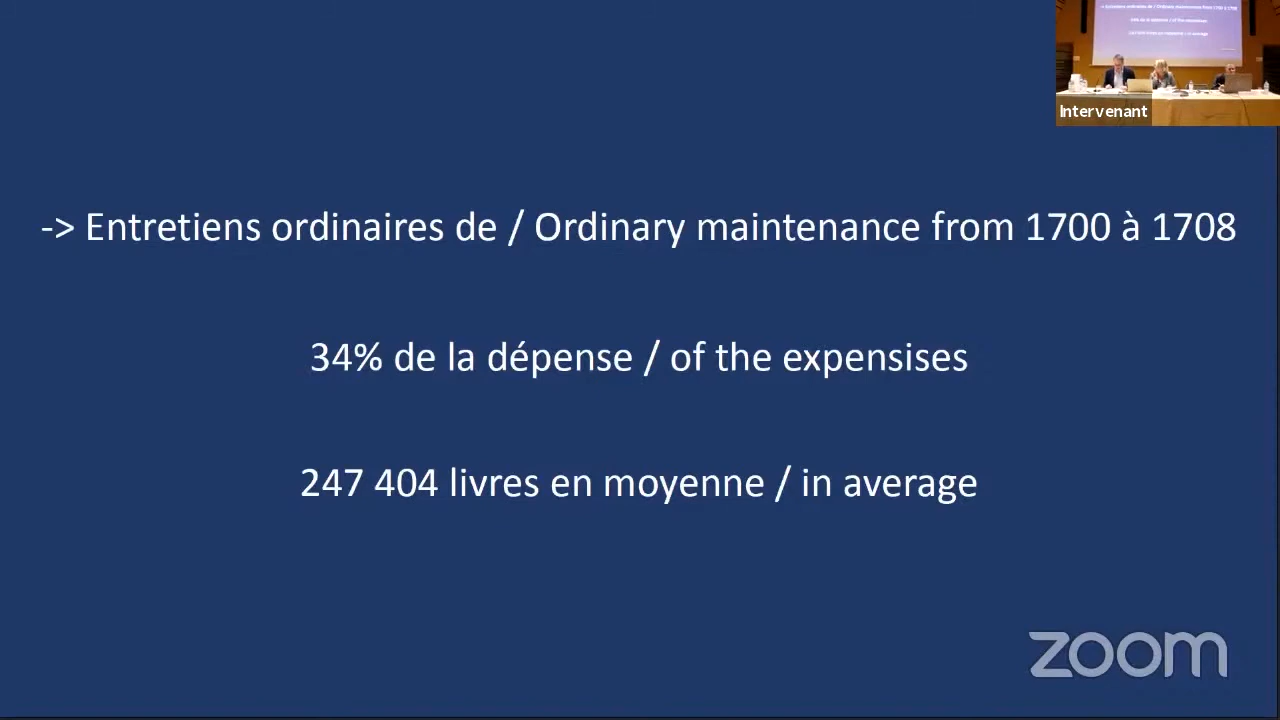 -> Entretiens ordinaires de / Ordinary maintenance from 1700 à 1708
34% de la dépense / of the expensises
247 404 livres en moyenne / in average
Intervenant
zoom